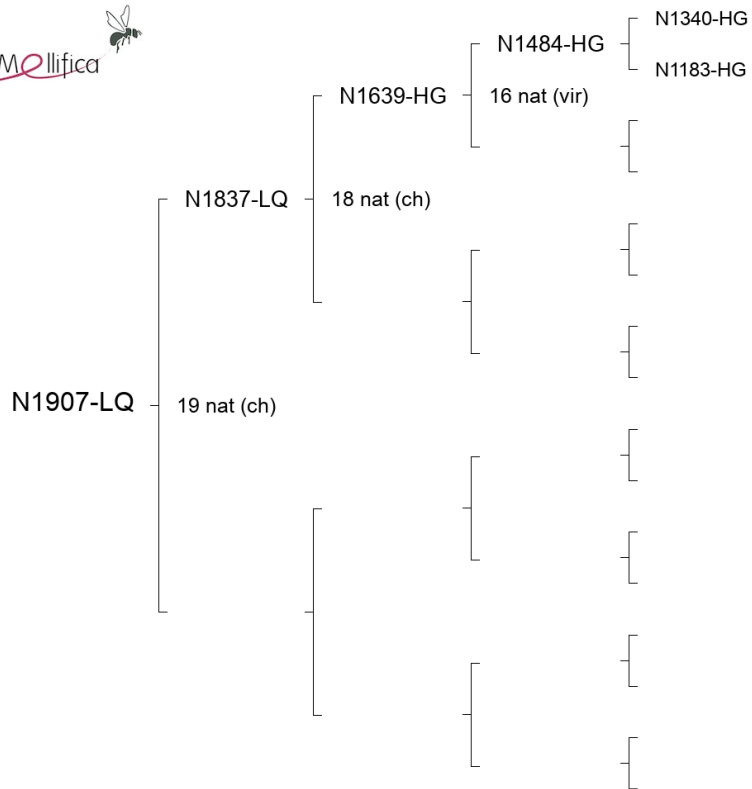 Mellifica
N1340-HG
N1484-HG
N1183-HG
N1639-HG
16 nat (vir)
N1837-LQ
18 nat (ch)
N1907-LQ
19 nat (ch)